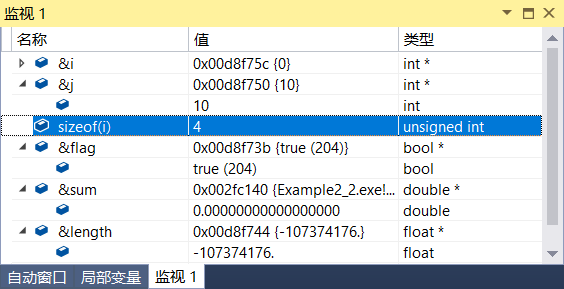 监视 1
名称 值 类型
&i 0x00d8f75c {0} int *
&j 0x00d8f750 {10} int *
10 int
sizeof(i) 4 unsigned int
&flag 0x00d8f73b {true (204)} bool *
true (204) bool
&sum 0x002fc140 {Example2_2.exe!... double *
0.00000000000000000 double
&length 0x00d8f744 {-107374176.} float *
-107374176. float
自动窗口 局部变量 监视 1